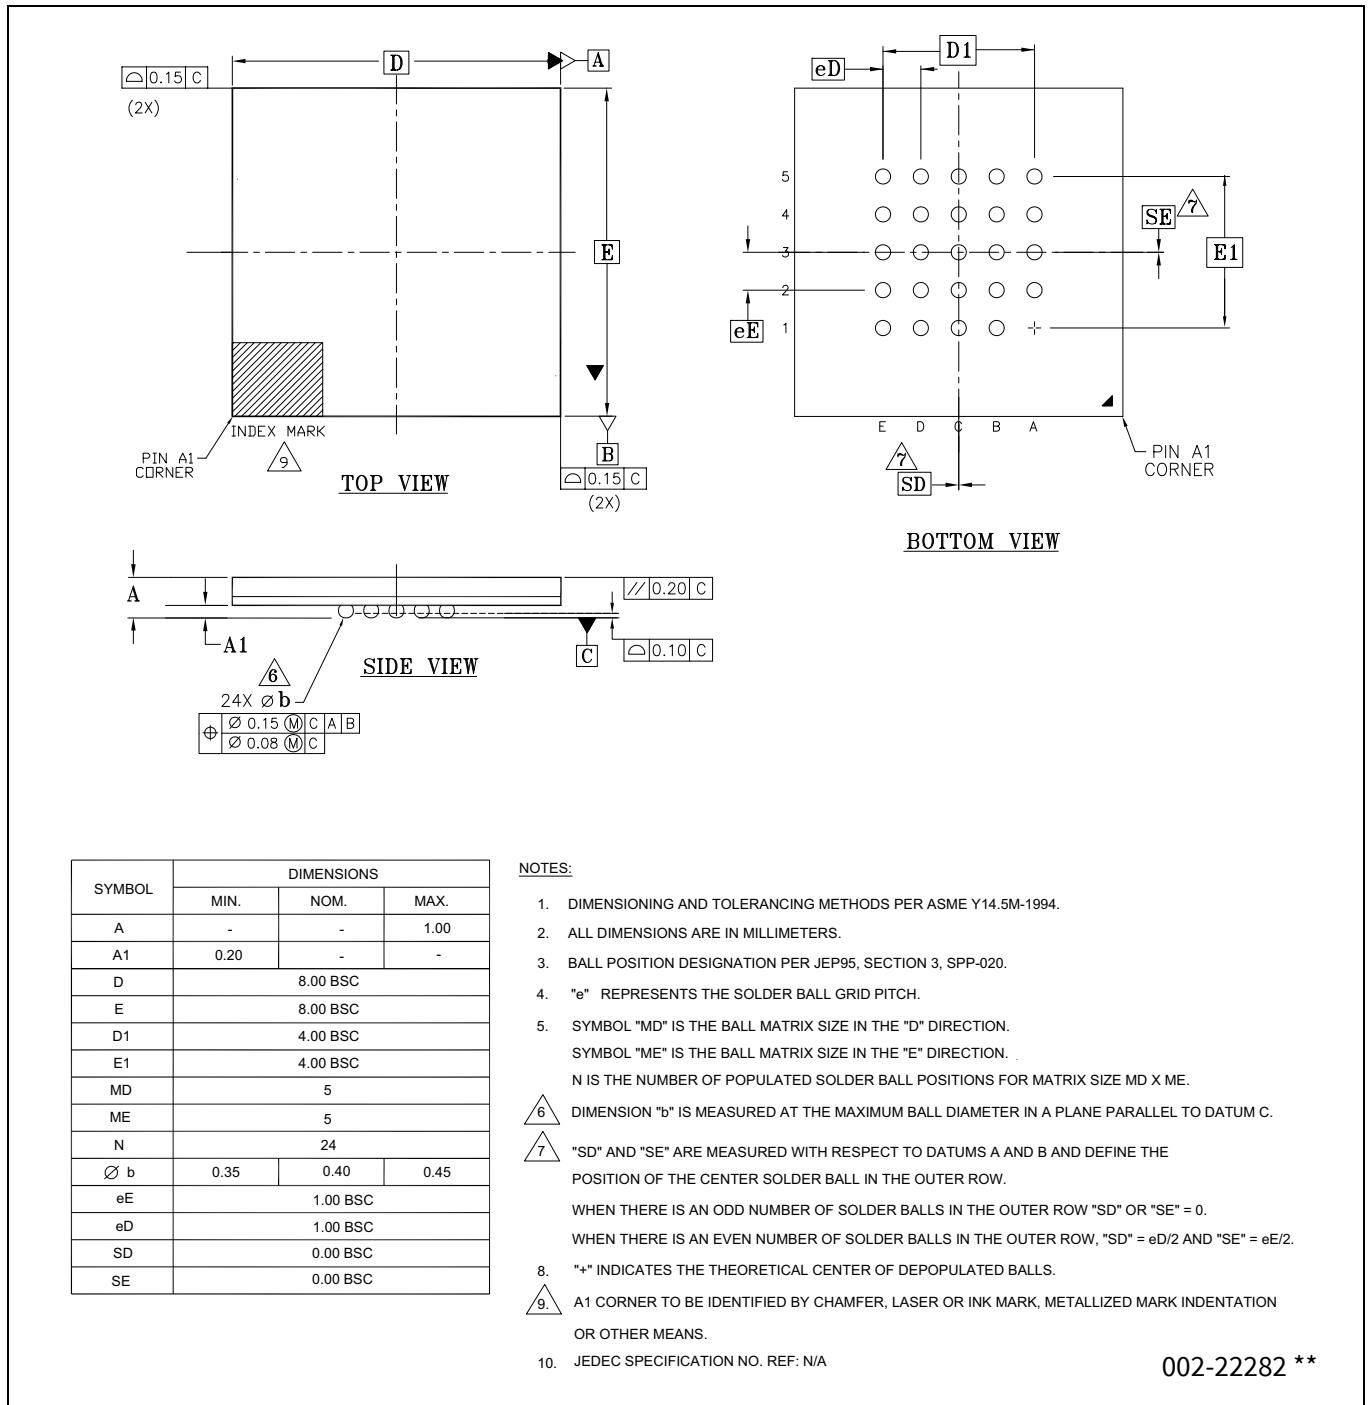 D
A
0.15 C
(2X)
E
INDEX MARK
9
PIN A1
CORNER
TOP VIEW
B
0.15 C
(2X)
D1
eD
5
4
3
2
1
SE
7
E1
eE
E D C B A
7
SD
PIN A1
CORNER
BOTTOM VIEW
A
A1
// 0.20 C
C
0.10 C
6
SIDE VIEW
24X Ø b
⌖ Ø 0.15 Ⓜ C A B
Ø 0.08 Ⓜ C
SYMBOL DIMENSIONS
MIN. NOM. MAX.
A - - 1.00
A1 0.20 - -
D 8.00 BSC
E 8.00 BSC
D1 4.00 BSC
E1 4.00 BSC
MD 5
ME 5
N 24
Ø b 0.35 0.40 0.45
eE 1.00 BSC
eD 1.00 BSC
SD 0.00 BSC
SE 0.00 BSC
NOTES:
1. DIMENSIONING AND TOLERANCING METHODS PER ASME Y14.5M-1994.
2. ALL DIMENSIONS ARE IN MILLIMETERS.
3. BALL POSITION DESIGNATION PER JEP95, SECTION 3, SPP-020.
4. "e" REPRESENTS THE SOLDER BALL GRID PITCH.
5. SYMBOL "MD" IS THE BALL MATRIX SIZE IN THE "D" DIRECTION.
SYMBOL "ME" IS THE BALL MATRIX SIZE IN THE "E" DIRECTION.
N IS THE NUMBER OF POPULATED SOLDER BALL POSITIONS FOR MATRIX SIZE MD X ME.
6 DIMENSION "b" IS MEASURED AT THE MAXIMUM BALL DIAMETER IN A PLANE PARALLEL TO DATUM C.
7 "SD" AND "SE" ARE MEASURED WITH RESPECT TO DATUMS A AND B AND DEFINE THE
POSITION OF THE CENTER SOLDER BALL IN THE OUTER ROW.
WHEN THERE IS AN ODD NUMBER OF SOLDER BALLS IN THE OUTER ROW "SD" OR "SE" = 0.
WHEN THERE IS AN EVEN NUMBER OF SOLDER BALLS IN THE OUTER ROW, "SD" = eD/2 AND "SE" = eE/2.
8. "+" INDICATES THE THEORETICAL CENTER OF DEPOPULATED BALLS.
9. A1 CORNER TO BE IDENTIFIED BY CHAMFER, LASER OR INK MARK, METALLIZED MARK INDENTATION
OR OTHER MEANS.
10. JEDEC SPECIFICATION NO. REF: N/A
002-22282 **